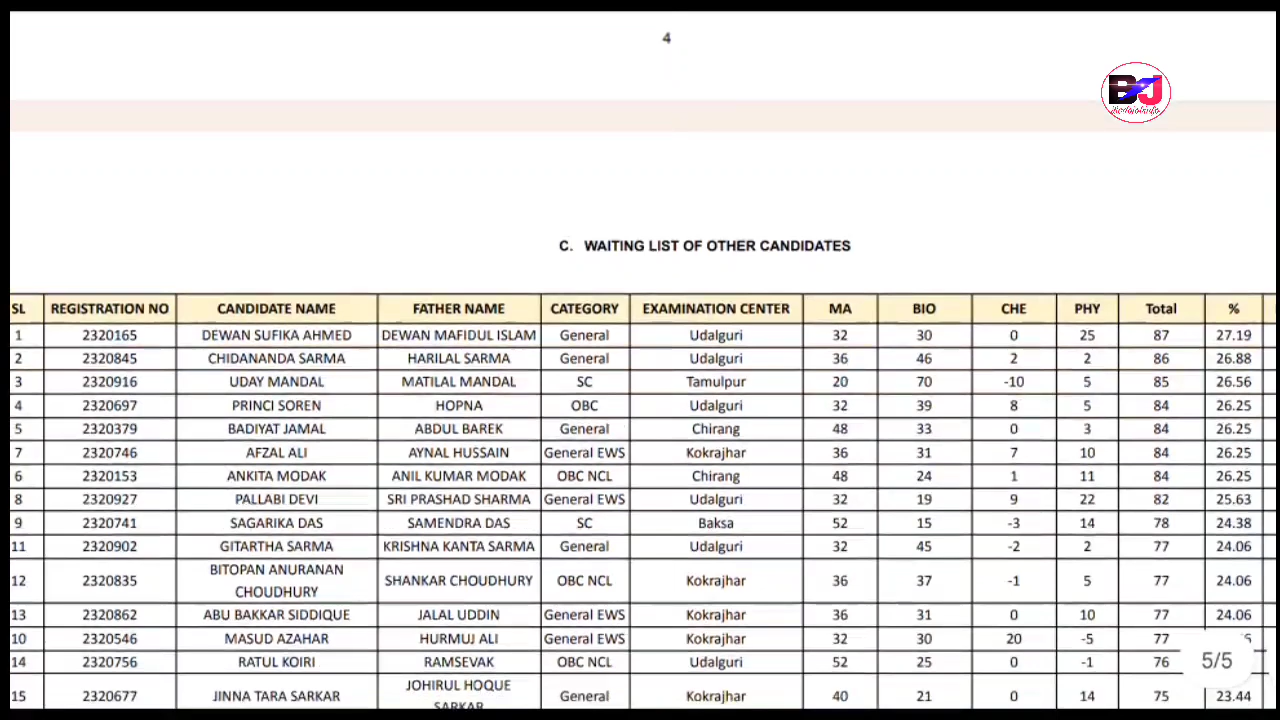 4
BJ
C. WAITING LIST OF OTHER CANDIDATES
SL REGISTRATION NO CANDIDATE NAME FATHER NAME CATEGORY EXAMINATION CENTER MA BIO CHE PHY Total %
1 2320165 DEWAN SUFIKA AHMED DEWAN MAFIDUL ISLAM General Udalguri 32 30 0 25 87 27.19
2 2320845 CHIDANANDA SARMA HARILAL SARMA General Udalguri 36 46 2 2 86 26.88
3 2320916 UDAY MANDAL MATILAL MANDAL SC Tamulpur 20 70 -10 5 85 26.56
4 2320697 PRINCI SOREN HOPNA OBC Udalguri 32 39 8 5 84 26.25
5 2320379 BADIYAT JAMAL ABDUL BAREK General Chirang 48 33 0 3 84 26.25
7 2320746 AFZAL ALI AYNAL HUSSAIN General EWS Kokrajhar 36 31 7 10 84 26.25
6 2320153 ANKITA MODAK ANIL KUMAR MODAK OBC NCL Chirang 48 24 1 11 84 26.25
8 2320927 PALLABI DEVI SRI PRASHAD SHARMA General EWS Udalguri 32 19 9 22 82 25.63
9 2320741 SAGARIKA DAS SAMENDRA DAS SC Baksa 52 15 -3 14 78 24.38
11 2320902 GITARTHA SARMA KRISHNA KANTA SARMA General Udalguri 32 45 -2 2 77 24.06
12 2320835 BITOPAN ANURANAN CHOUDHURY SHANKAR CHOUDHURY OBC NCL Kokrajhar 36 37 -1 5 77 24.06
13 2320862 ABU BAKKAR SIDDIQUE JALAL UDDIN General EWS Kokrajhar 36 31 0 10 77 24.06
10 2320546 MASUD AZAHAR HURMUJ ALI General EWS Kokrajhar 32 30 20 -5 77
14 2320756 RATUL KOIRI RAMSEVAK OBC NCL Udalguri 52 25 0 -1 76
5/5
15 2320677 JINNA TARA SARKAR JOHIRUL HOQUE SARKAR General Kokrajhar 40 21 0 14 75 23.44